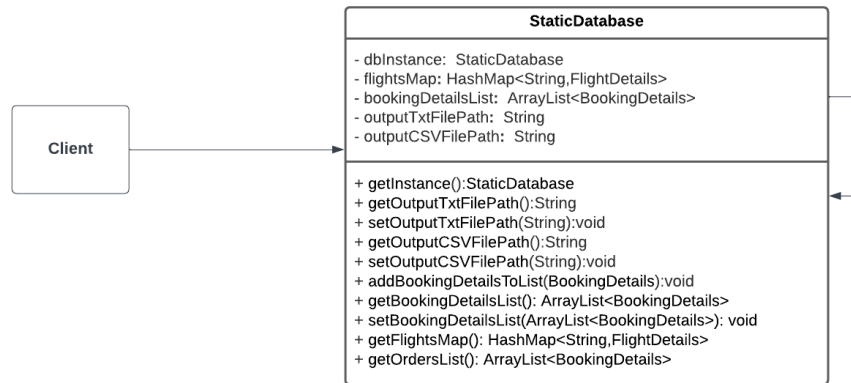 StaticDatabase
- dbInstance:  StaticDatabase
- flightsMap: HashMap<String,FlightDetails>
- bookingDetailsList:  ArrayList<BookingDetails>
- outputTxtFilePath:  String
- outputCSVFilePath:  String
Client
+ getInstance():StaticDatabase
+ getOutputTxtFilePath():String
+ setOutputTxtFilePath(String):void
+ getOutputCSVFilePath():String
+ setOutputCSVFilePath(String):void
+ addBookingDetailsToList(BookingDetails):void
+ getBookingDetailsList(): ArrayList<BookingDetails>
+ setBookingDetailsList(ArrayList<BookingDetails>): void
+ getFlightsMap(): HashMap<String,FlightDetails>
+ getOrdersList(): ArrayList<BookingDetails>